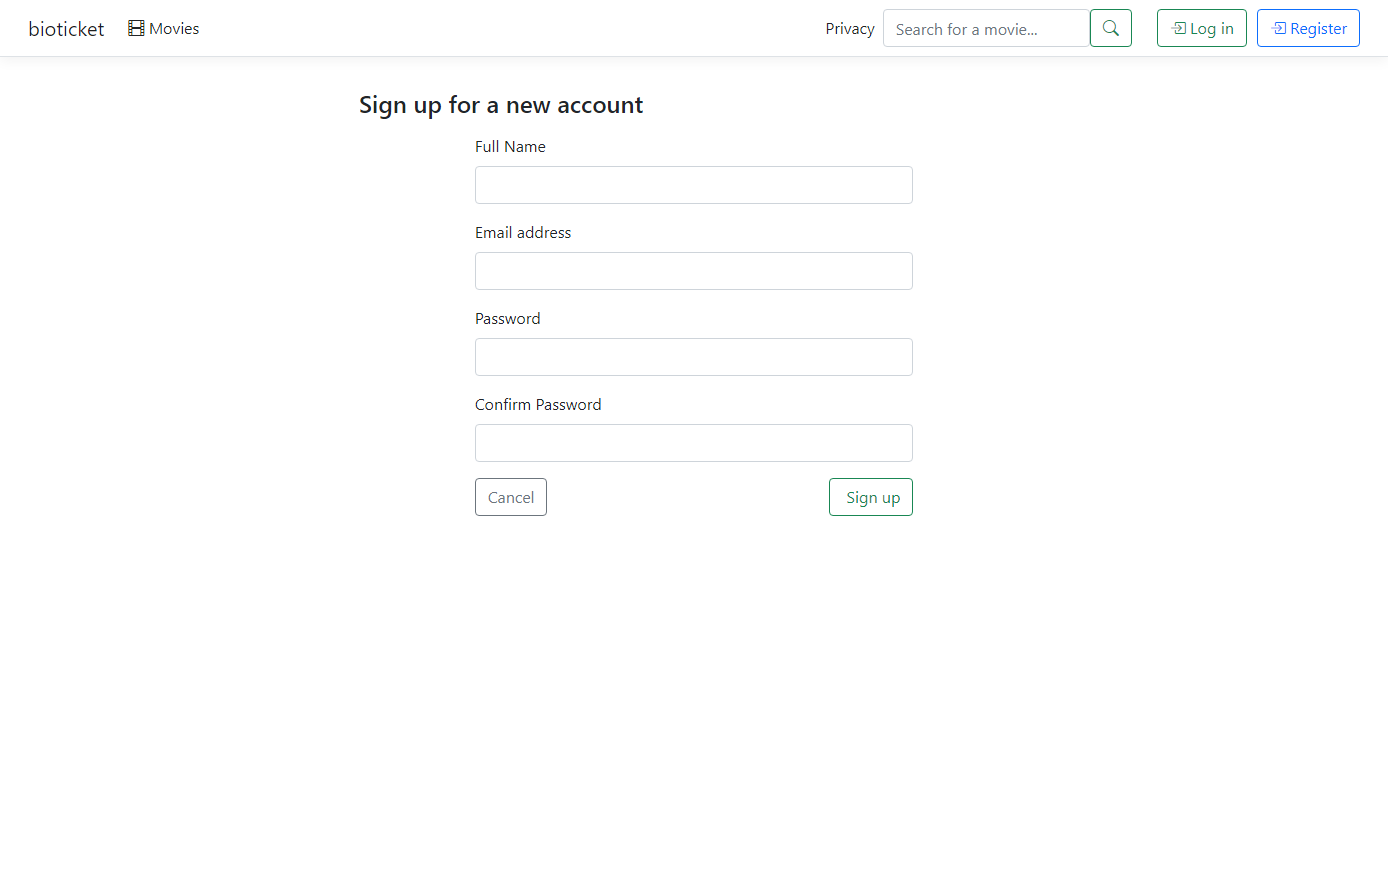 bioticket Movies Privacy Search for a movie... Log in Register
Sign up for a new account
Full Name
Email address
Password
Confirm Password
Cancel Sign up